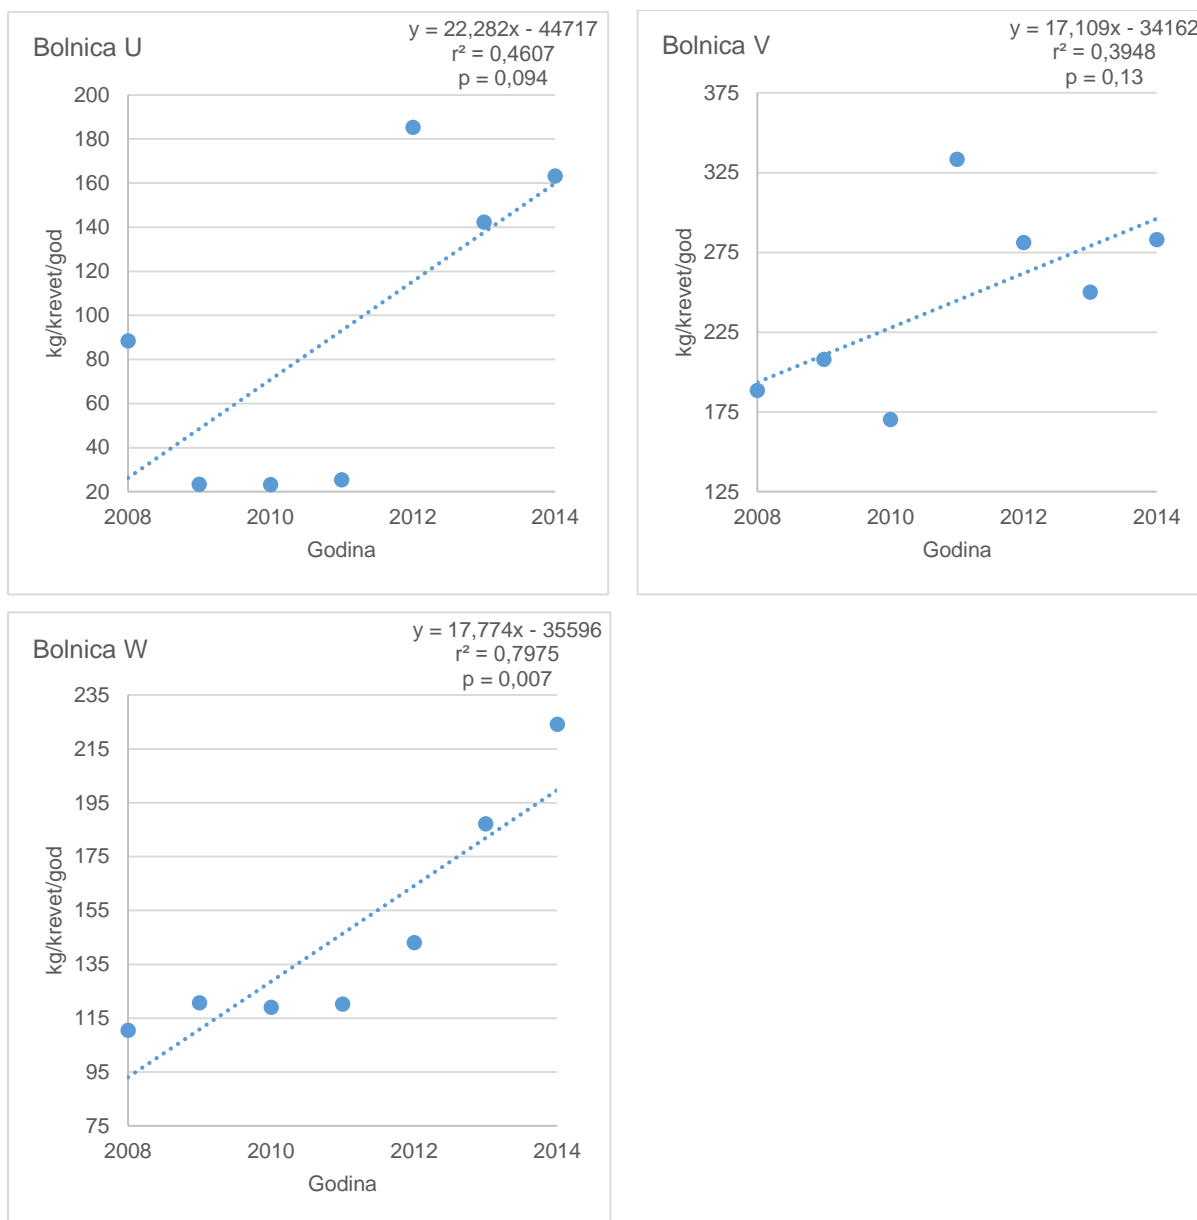 Bolnica U
y = 22,282x - 44717
r² = 0,4607
p = 0,094
kg/krevet/god
200
180
160
140
120
100
80
60
40
20
2008 2010 2012 2014
Godina
Bolnica V
y = 17,109x - 34162
r² = 0,3948
p = 0,13
kg/krevet/god
375
325
275
225
175
125
2008 2010 2012 2014
Godina
Bolnica W
y = 17,774x - 35596
r² = 0,7975
p = 0,007
kg/krevet/god
235
215
195
175
155
135
115
95
75
2008 2010 2012 2014
Godina